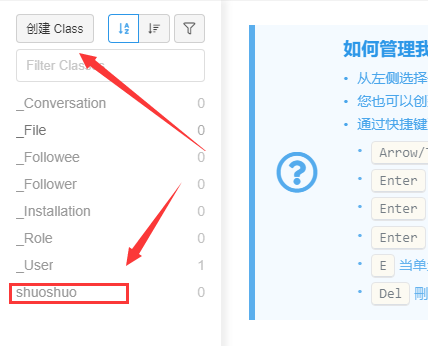 创建 Class
Filter Classes
_Conversation 0
_File 0
_Followee 0
_Follower 0
_Installation 0
_Role 0
_User 1
shuoshuo 0
如何管理我
• 从左侧选择
• 您也可以创
• 通过快捷键
• Arrow/T
• Enter
• Enter
• Enter
• E 当单
• Del 刪